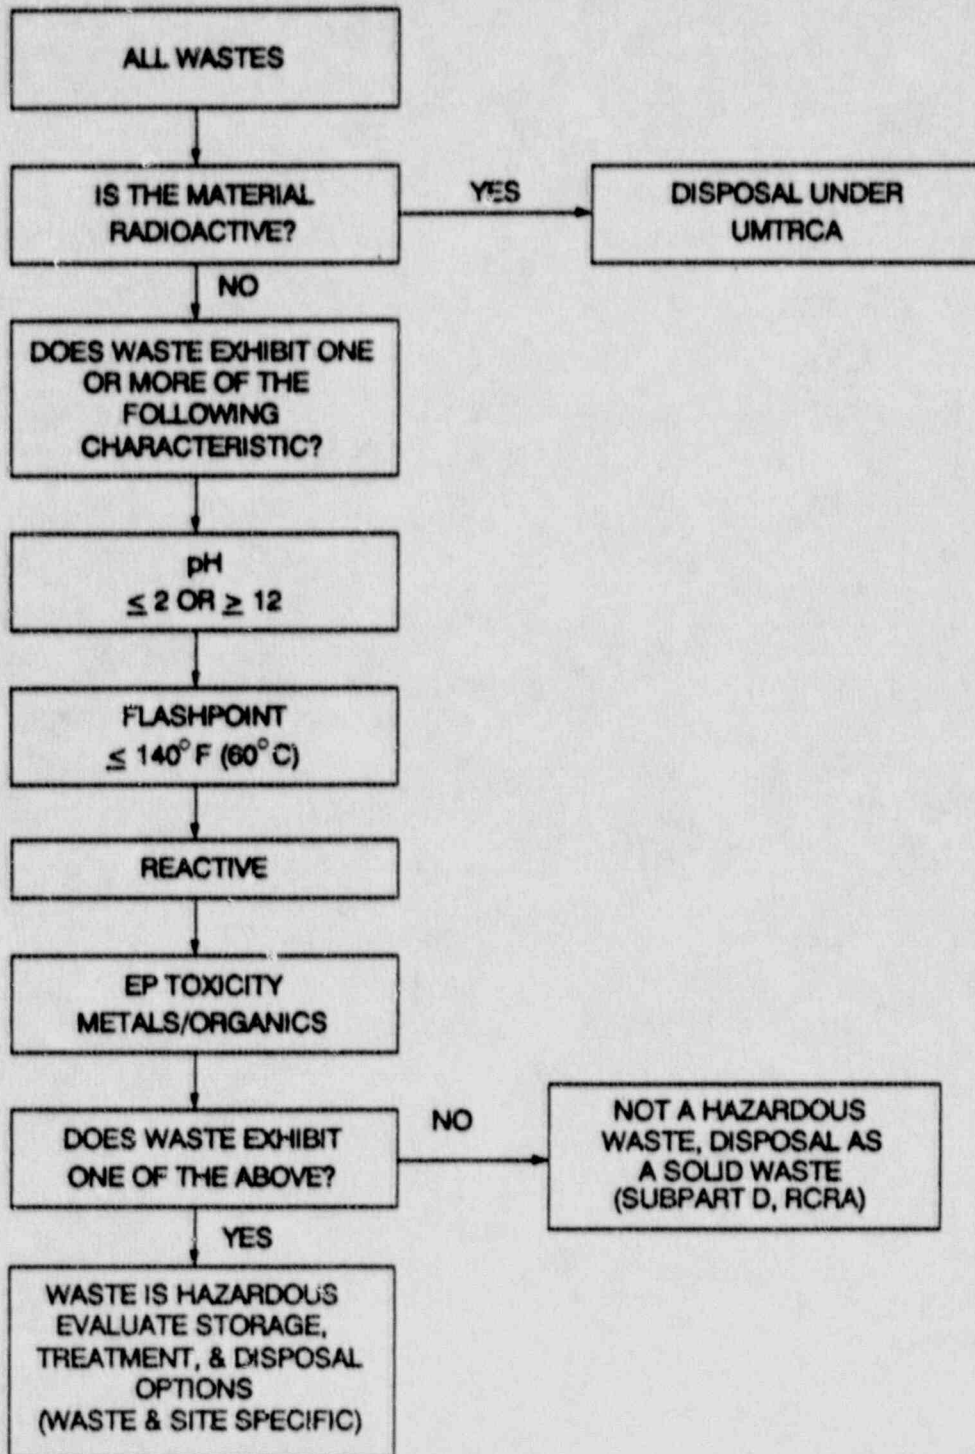 ALL WASTES
IS THE MATERIAL
RADIOACTIVE?
YES
DISPOSAL UNDER
UMTRCA
NO
DOES WASTE EXHIBIT ONE
OR MORE OF THE
FOLLOWING
CHARACTERISTIC?
pH
≤ 2 OR ≥ 12
FLASHPOINT
≤ 140°F (60°C)
REACTIVE
EP TOXICITY
METALS/ORGANICS
DOES WASTE EXHIBIT
ONE OF THE ABOVE?
NO
NOT A HAZARDOUS
WASTE, DISPOSAL AS
A SOLID WASTE
(SUBPART D, RCRA)
YES
WASTE IS HAZARDOUS
EVALUATE STORAGE,
TREATMENT, & DISPOSAL
OPTIONS
(WASTE & SITE SPECIFIC)